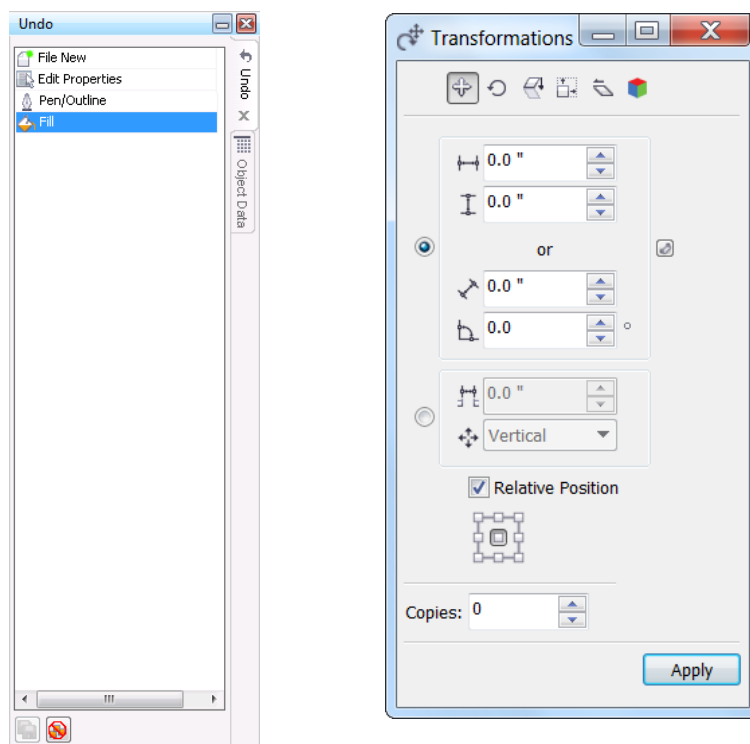 Undo
File New
Edit Properties
Pen/Outline
Fill
Undo
Object Data
Transformations
0.0 "
0.0 "
or
0.0 "
0.0 °
0.0 "
Vertical
Relative Position
Copies: 0
Apply